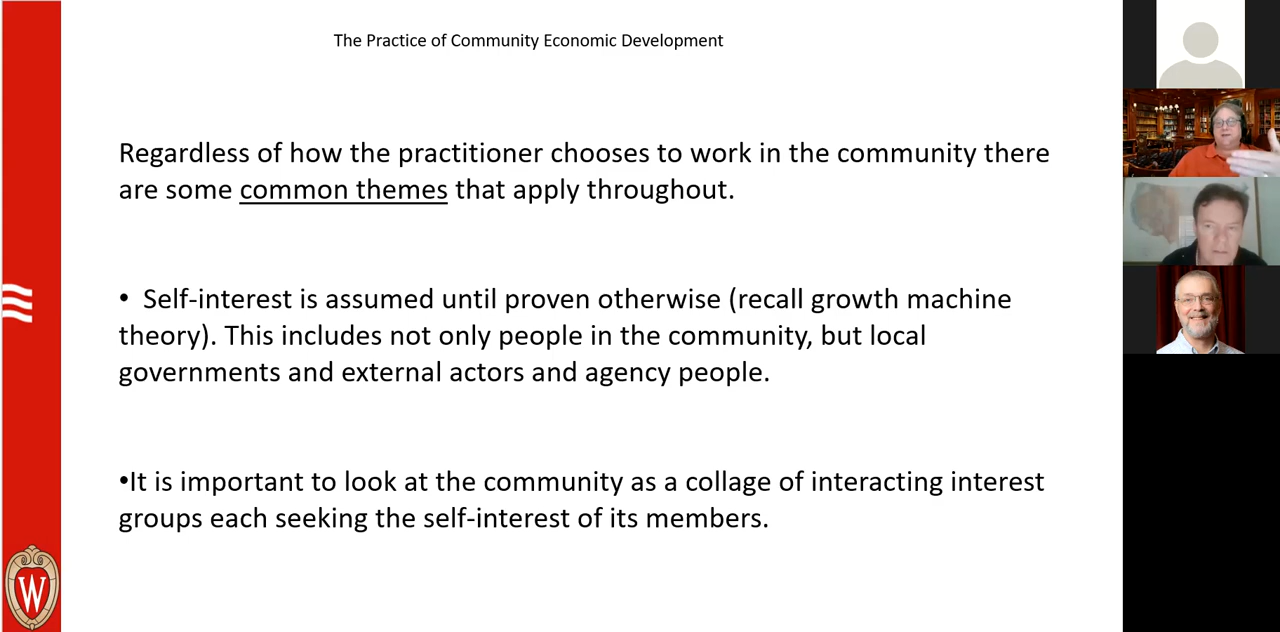 The Practice of Community Economic Development
Regardless of how the practitioner chooses to work in the community there
are some common themes that apply throughout.
• Self-interest is assumed until proven otherwise (recall growth machine
theory). This includes not only people in the community, but local
governments and external actors and agency people.
•It is important to look at the community as a collage of interacting interest
groups each seeking the self-interest of its members.
W